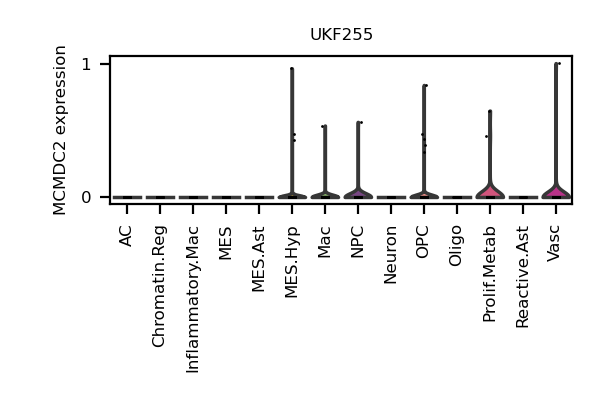 UKF255
MCMDC2 expression
1
0
AC
Chromatin.Reg
Inflammatory.Mac
MES
MES.Ast
MES.Hyp
Mac
NPC
Neuron
OPC
Oligo
Prolif.Metab
Reactive.Ast
Vasc